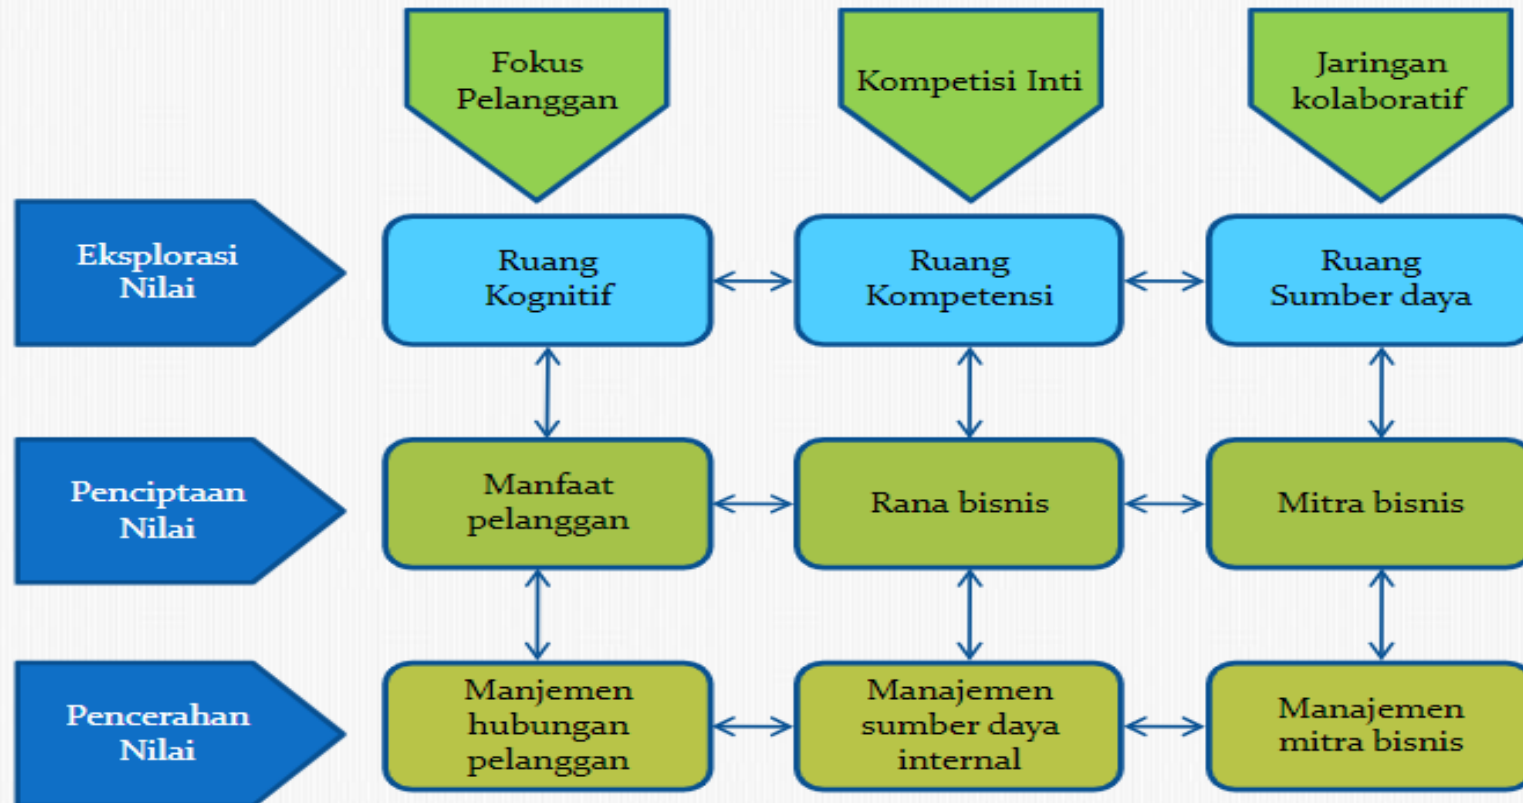 Fokus
Pelanggan
Kompetisi Inti
Jaringan
kolaboratif
Eksplorasi
Nilai
Ruang
Kognitif
Ruang
Kompetensi
Ruang
Sumber daya
Penciptaan
Nilai
Manfaat
pelanggan
Rana bisnis
Mitra bisnis
Pencerahan
Nilai
Manjemen
hubungan
pelanggan
Manajemen
sumber daya
internal
Manajemen
mitra bisnis